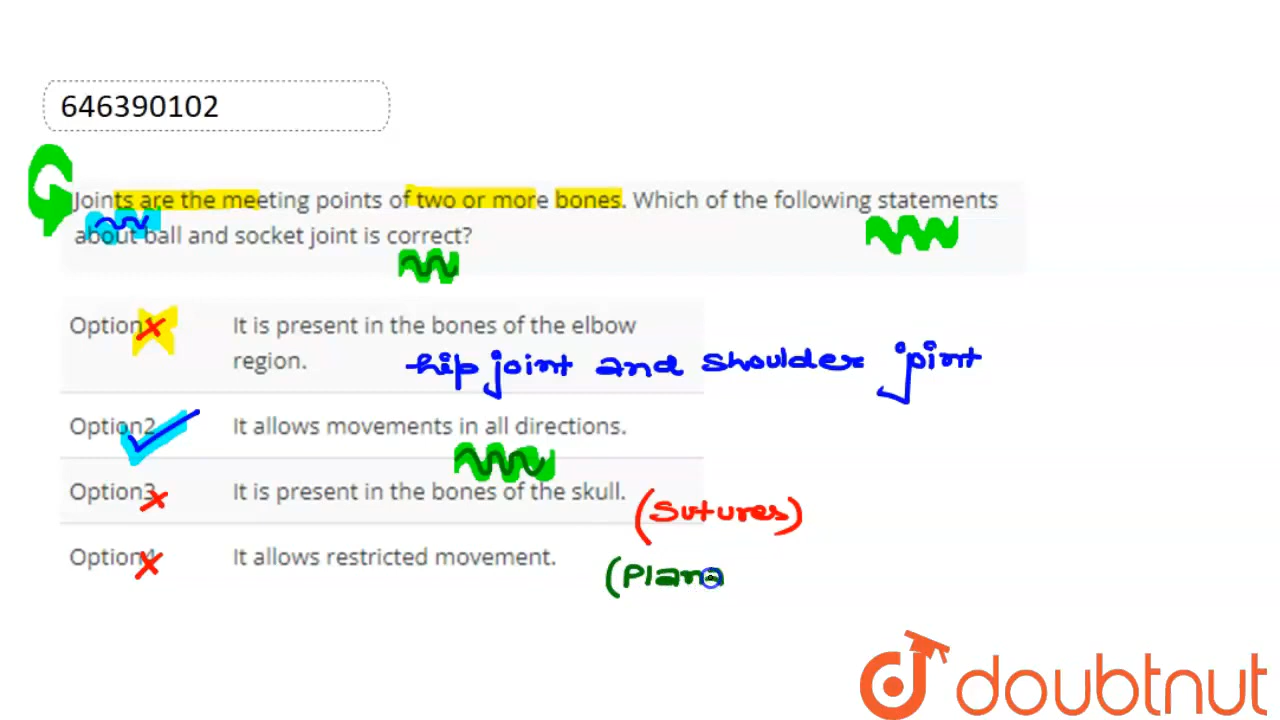 646390102
Joints are the meeting points of two or more bones. Which of the following statements
about ball and socket joint is correct?
Option1 It is present in the bones of the elbow
region.
hip joint and shoulder joint
Option2 It allows movements in all directions.
Option3 It is present in the bones of the skull.
(Sutures)
Option4 It allows restricted movement.
(Plana
doubtnut